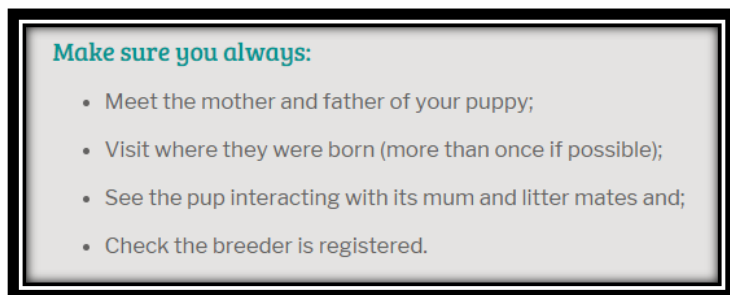 Make sure you always:
• Meet the mother and father of your puppy;
• Visit where they were born (more than once if possible);
• See the pup interacting with its mum and litter mates and;
• Check the breeder is registered.